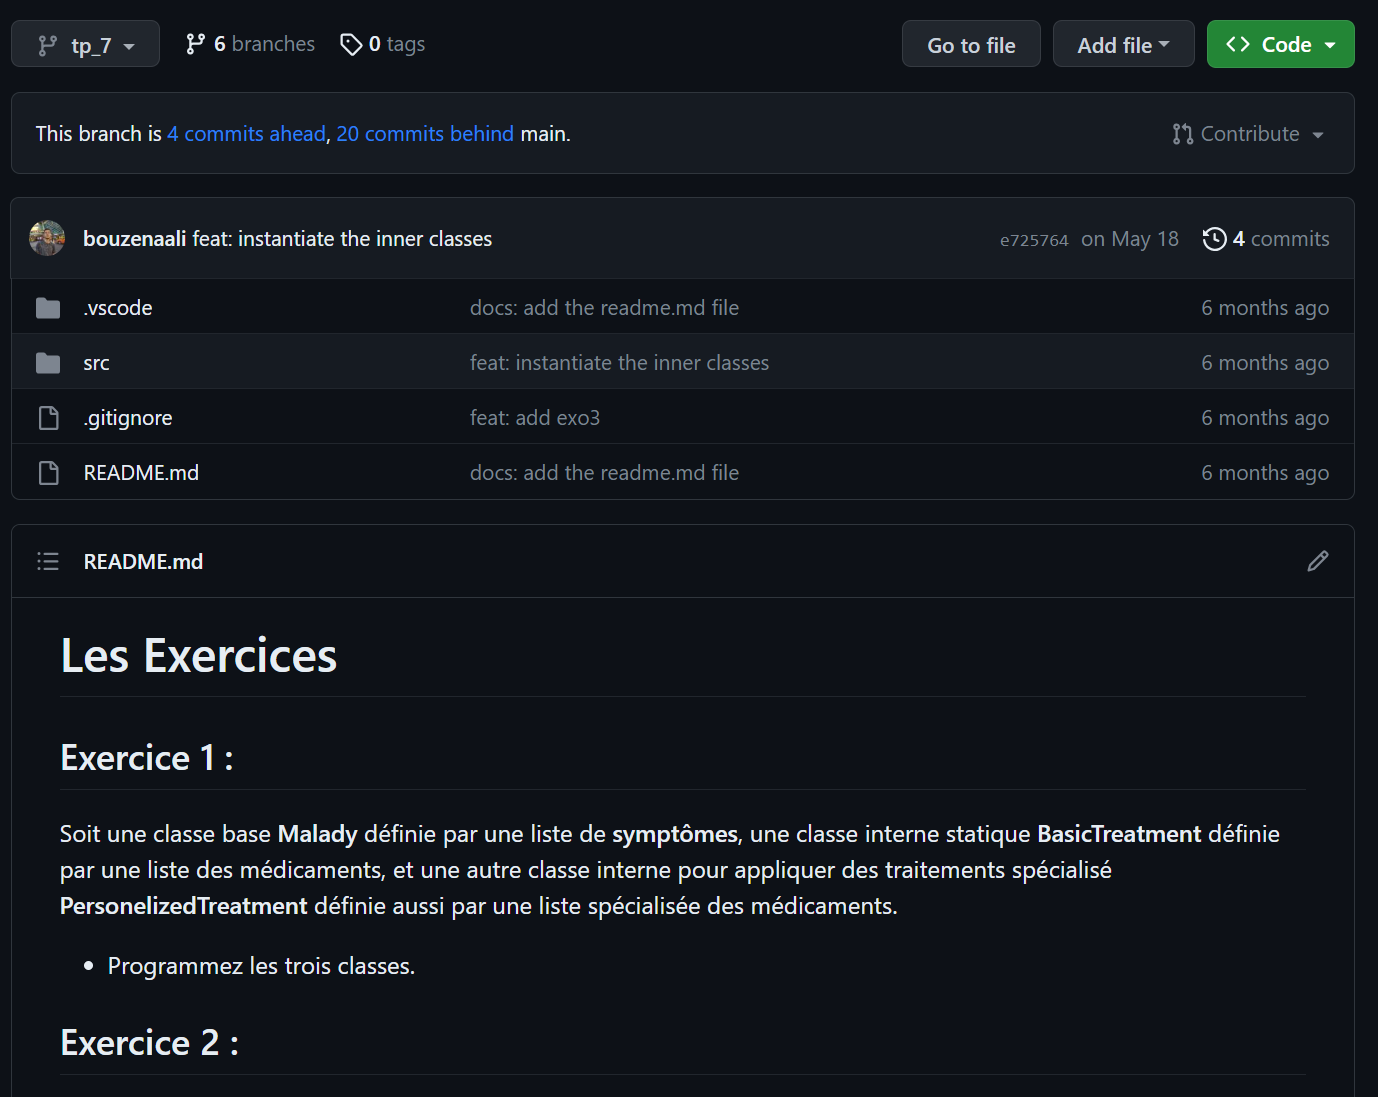 tp_7 6 branches 0 tags Go to file Add file Code
This branch is 4 commits ahead, 20 commits behind main. Contribute
bouzenaali feat: instantiate the inner classes e725764 on May 18 4 commits
.vscode docs: add the readme.md file 6 months ago
src feat: instantiate the inner classes 6 months ago
.gitignore feat: add exo3 6 months ago
README.md docs: add the readme.md file 6 months ago
README.md
Les Exercices
Exercice 1 :
Soit une classe base Malady définie par une liste de symptômes, une classe interne statique BasicTreatment définie
par une liste des médicaments, et une autre classe interne pour appliquer des traitements spécialisé
PersonelizedTreatment définie aussi par une liste spécialisée des médicaments.
• Programmez les trois classes.
Exercice 2 :